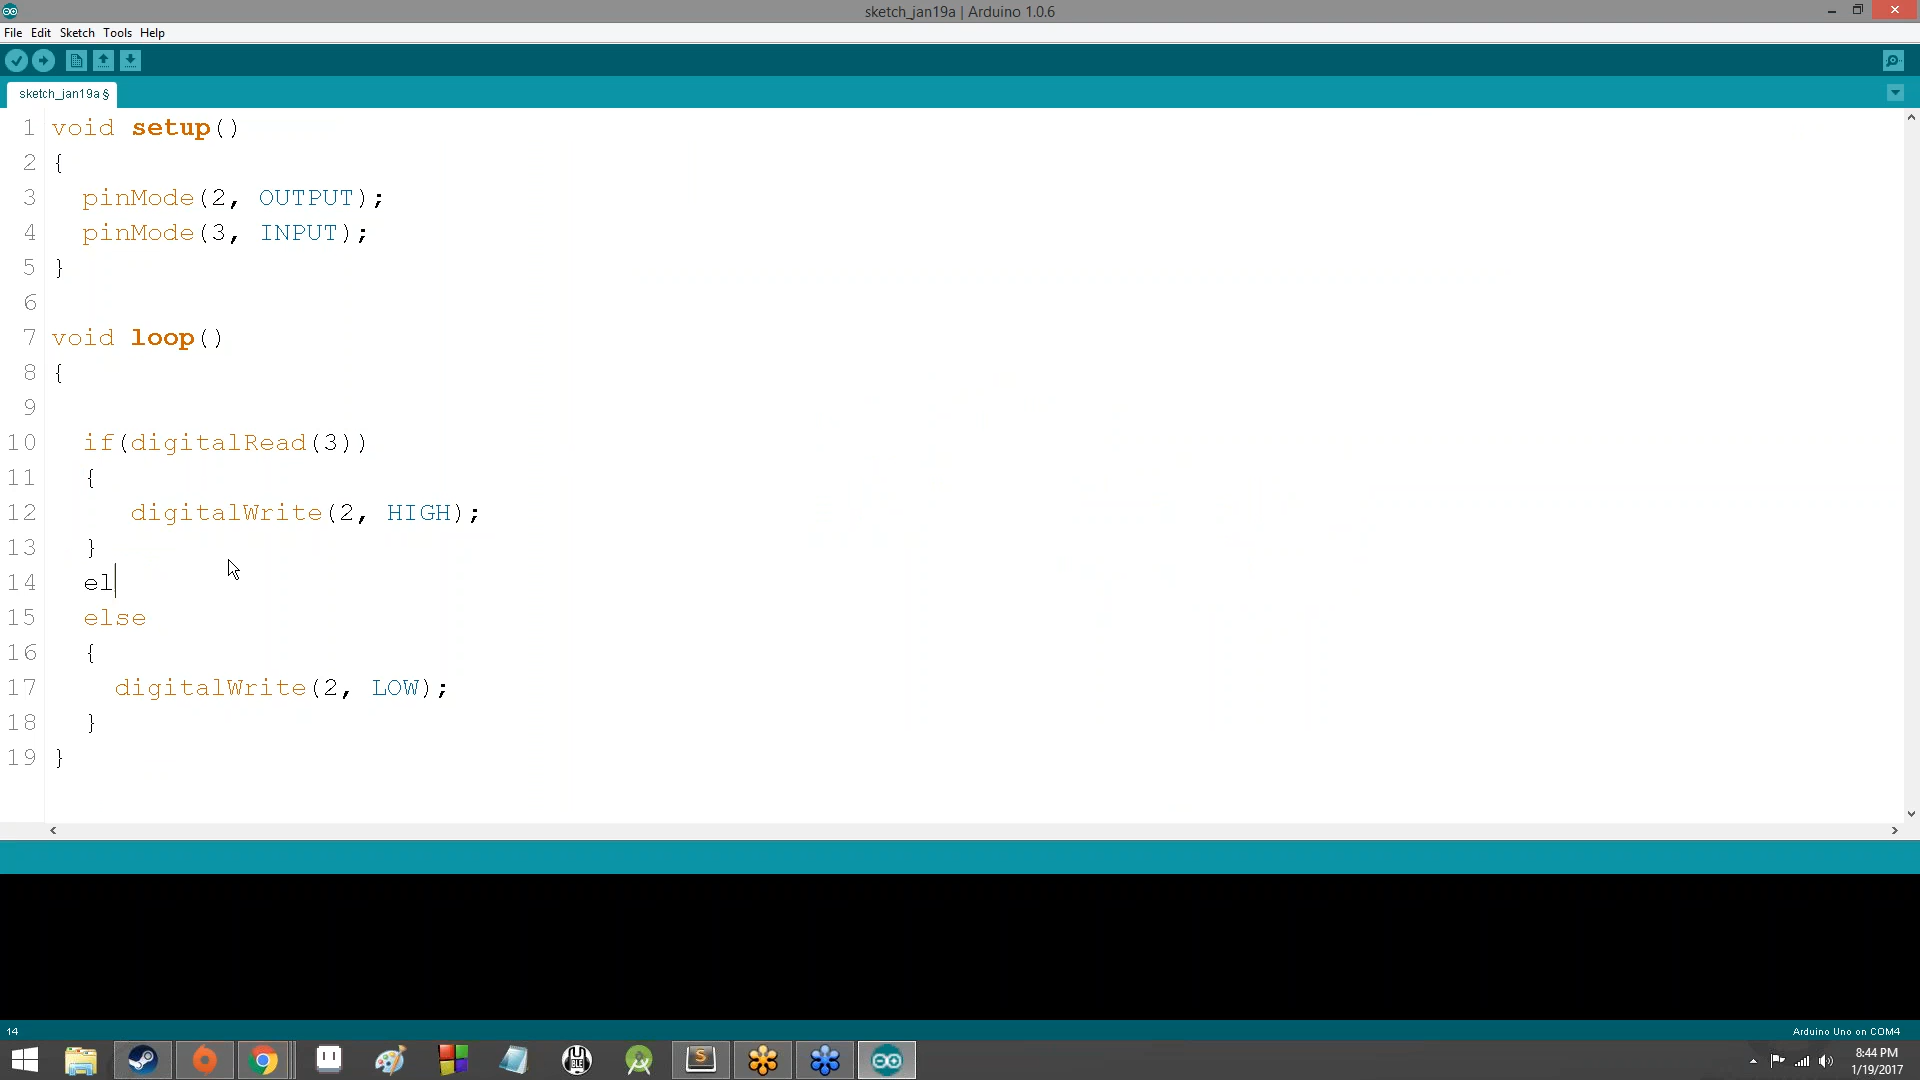 sketch_jan19a | Arduino 1.0.6
File Edit Sketch Tools Help
sketch_jan19a §
1 void setup()
2 {
3   pinMode(2, OUTPUT);
4   pinMode(3, INPUT);
5 }
6
7 void loop()
8 {
9
10   if(digitalRead(3))
11   {
12      digitalWrite(2, HIGH);
13   }
14   el
15   else
16   {
17     digitalWrite(2, LOW);
18   }
19 }
14
Arduino Uno on COM4
8:44 PM
1/19/2017